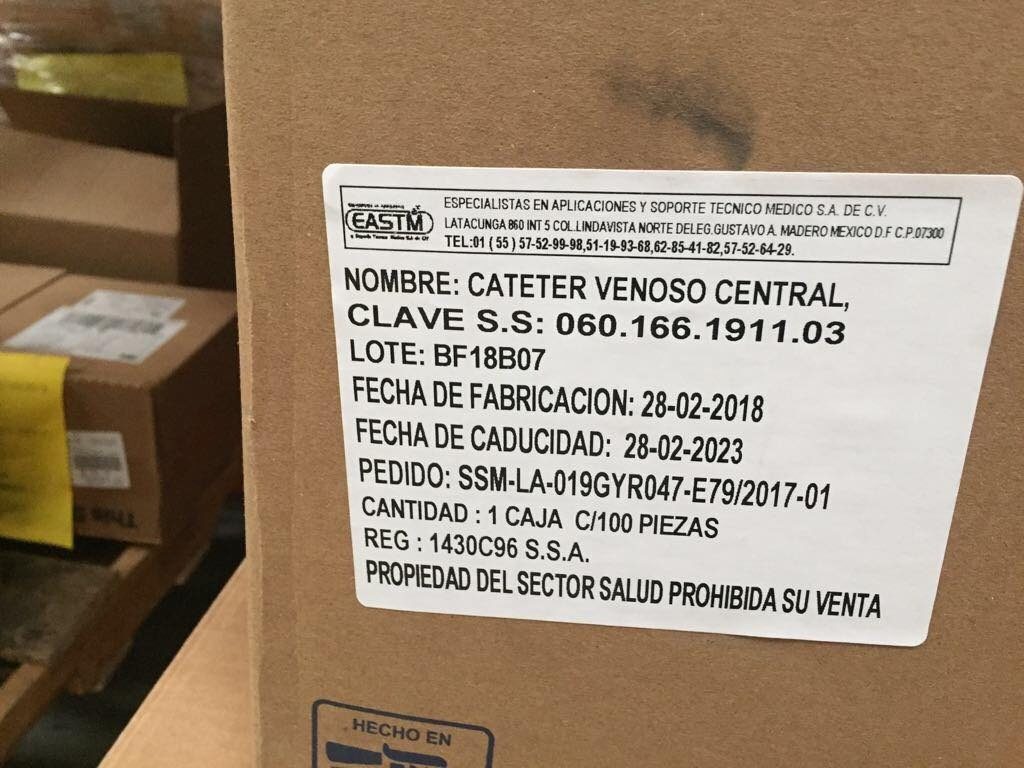 EASTM
ESPECIALISTAS EN APLICACIONES Y SOPORTE TECNICO MEDICO S.A. DE C.V.
LATACUNGA 860 INT 5 COL.LINDAVISTA NORTE DELEG.GUSTAVO A. MADERO MEXICO D.F C.P.07300
TEL:01 ( 55 ) 57-52-99-98,51-19-93-68,62-85-41-82,57-52-64-29.
NOMBRE: CATETER VENOSO CENTRAL,
CLAVE S.S: 060.166.1911.03
LOTE: BF18B07
FECHA DE FABRICACION: 28-02-2018
FECHA DE CADUCIDAD: 28-02-2023
PEDIDO: SSM-LA-019GYR047-E79/2017-01
CANTIDAD : 1 CAJA C/100 PIEZAS
REG : 1430C96 S.S.A.
PROPIEDAD DEL SECTOR SALUD PROHIBIDA SU VENTA
HECHO EN
This